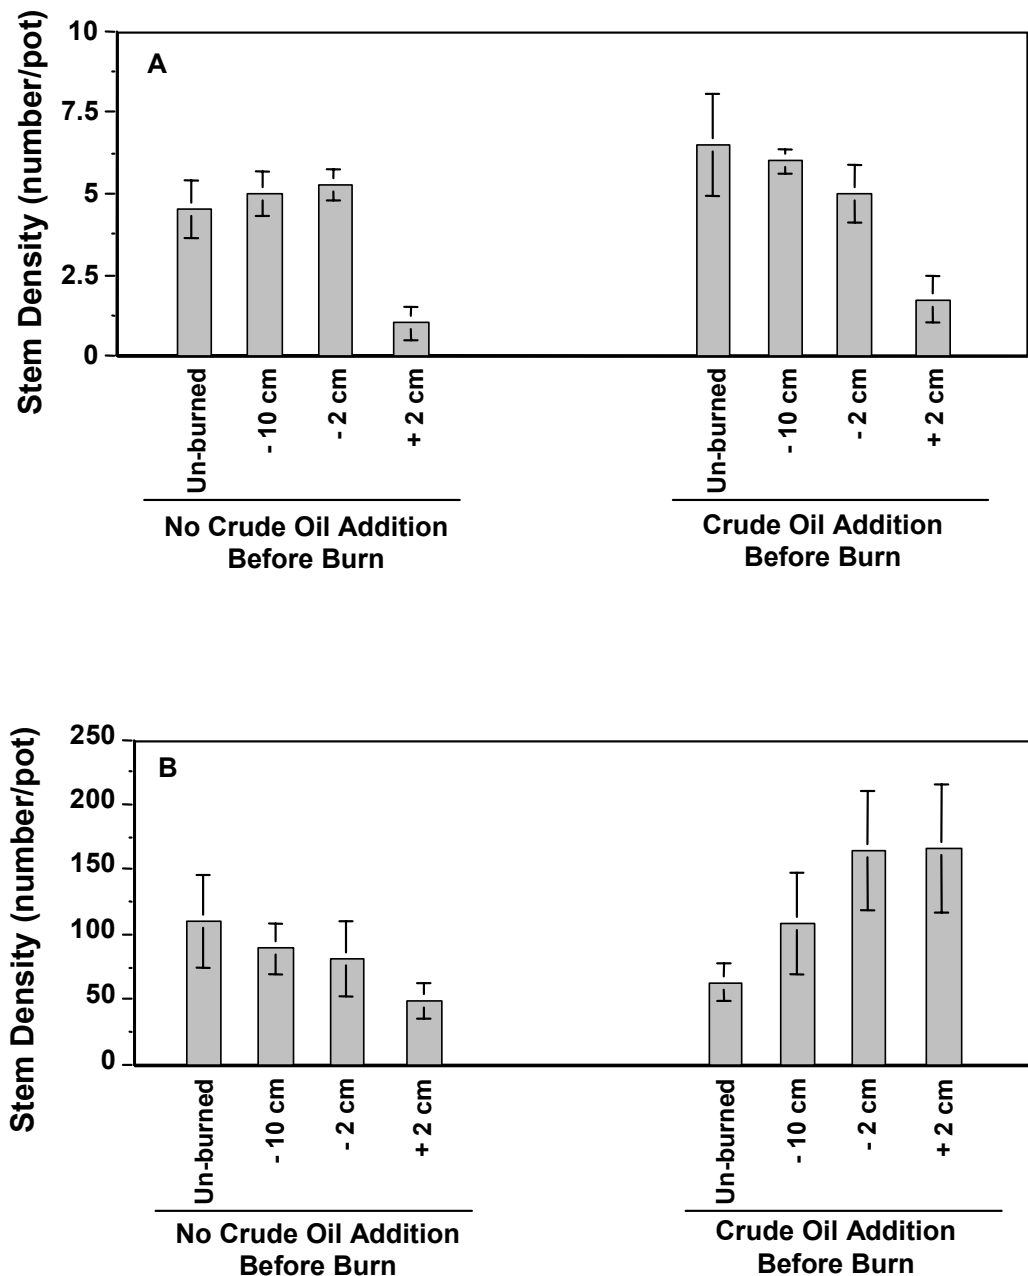 Stem Density (number/pot)
10
7.5
5
2.5
0
A
Un-burned
- 10 cm
- 2 cm
+ 2 cm
Un-burned
- 10 cm
- 2 cm
+ 2 cm
No Crude Oil Addition
Before Burn
Crude Oil Addition
Before Burn
Stem Density (number/pot)
250
200
150
100
50
0
B
Un-burned
- 10 cm
- 2 cm
+ 2 cm
Un-burned
- 10 cm
- 2 cm
+ 2 cm
No Crude Oil Addition
Before Burn
Crude Oil Addition
Before Burn